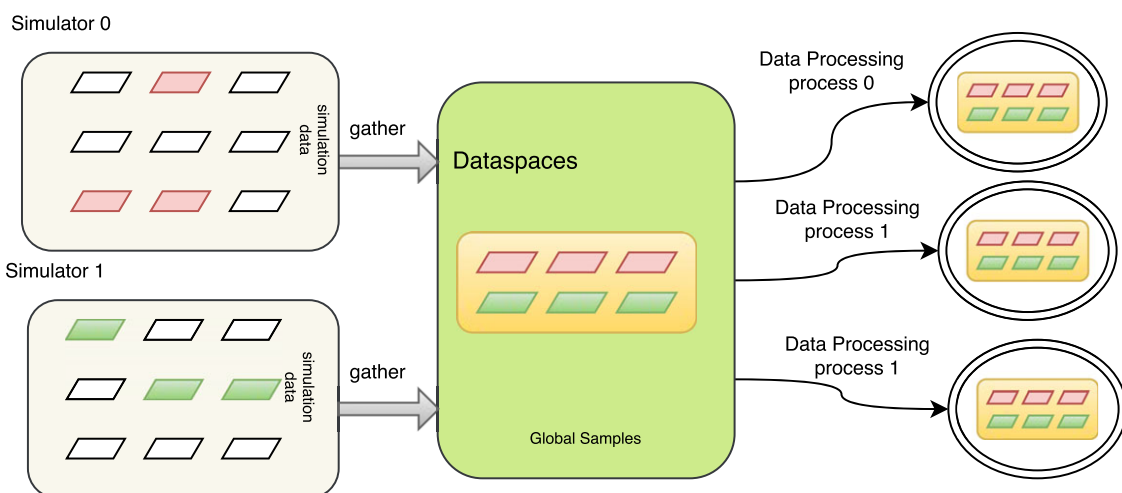 Simulator 0
simulation
data
gather
Simulator 1
simulation
data
gather
Dataspaces
Global Samples
Data Processing
process 0
Data Processing
process 1
Data Processing
process 1